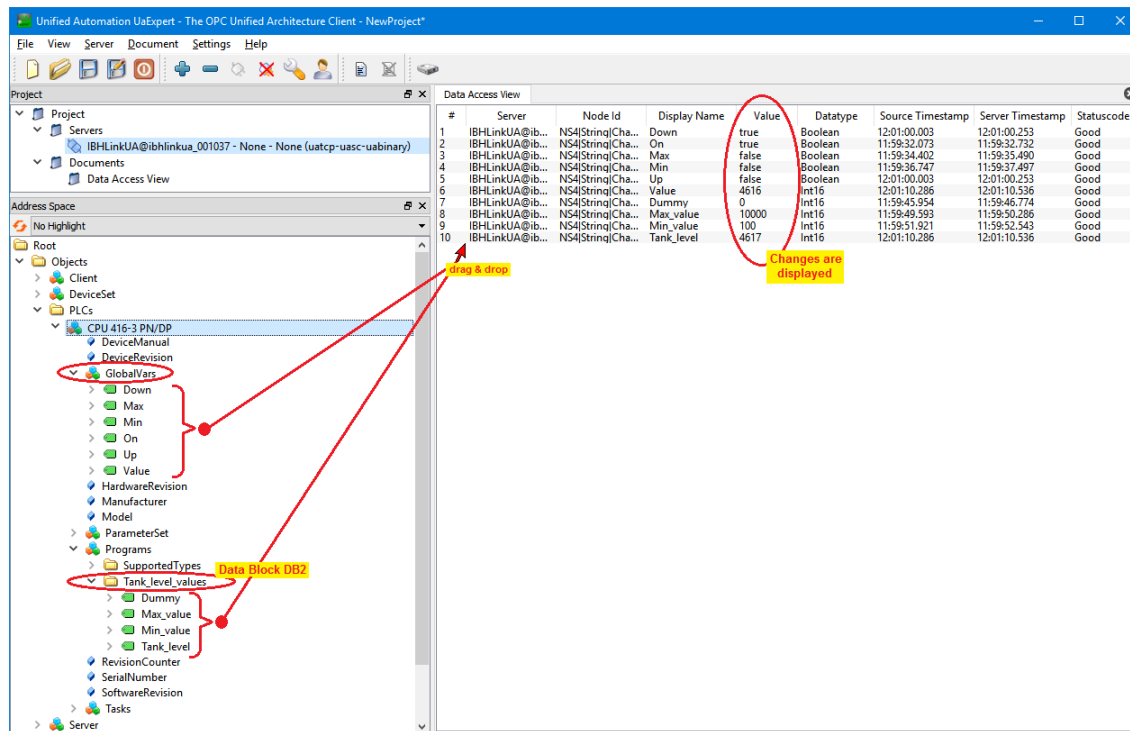 Unified Automation UaExpert - The OPC Unified Architecture Client - NewProject*
File View Server Document Settings Help
Project
Project
Servers
IBHLinkUA@ibhlinkua_001037 - None - None (uatcp-uasc-uabinary)
Documents
Data Access View
Address Space
No Highlight
Root
Objects
Client
DeviceSet
PLCs
CPU 416-3 PN/DP
DeviceManual
DeviceRevision
GlobalVars
Down
Max
Min
On
Up
Value
HardwareRevision
Manufacturer
Model
ParameterSet
Programs
SupportedTypes
Data Block DB2
Tank_level_values
Dummy
Max_value
Min_value
Tank_level
RevisionCounter
SerialNumber
SoftwareRevision
Tasks
Server
Data Access View
# Server Node Id Display Name Value Datatype Source Timestamp Server Timestamp Statuscode
1 IBHLinkUA@ib... NS4|String|Cha... Down true Boolean 12:01:00.003 12:01:00.253 Good
2 IBHLinkUA@ib... NS4|String|Cha... On true Boolean 11:59:32.073 11:59:32.732 Good
3 IBHLinkUA@ib... NS4|String|Cha... Max false Boolean 11:59:34.402 11:59:35.490 Good
4 IBHLinkUA@ib... NS4|String|Cha... Min false Boolean 11:59:36.747 11:59:37.497 Good
5 IBHLinkUA@ib... NS4|String|Cha... Up false Boolean 12:01:00.003 12:01:00.253 Good
6 IBHLinkUA@ib... NS4|String|Cha... Value 4616 Int16 12:01:10.286 12:01:10.536 Good
7 IBHLinkUA@ib... NS4|String|Cha... Dummy 0 Int16 11:59:45.954 11:59:46.774 Good
8 IBHLinkUA@ib... NS4|String|Cha... Max_value 10000 Int16 11:59:49.593 11:59:50.286 Good
9 IBHLinkUA@ib... NS4|String|Cha... Min_value 100 Int16 11:59:51.921 11:59:52.543 Good
10 IBHLinkUA@ib... NS4|String|Cha... Tank_level 4617 Int16 12:01:10.286 12:01:10.536 Good
drag & drop
Changes are
displayed